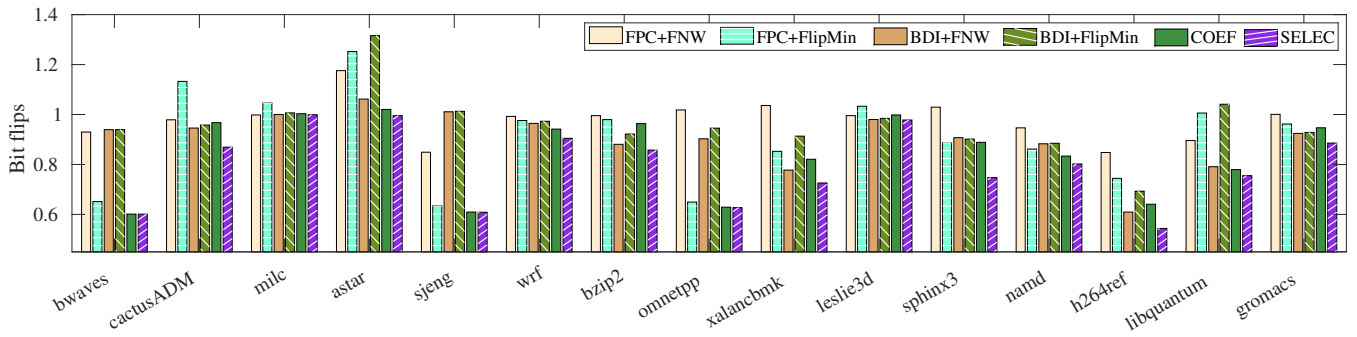 1.4
FPC+FNW FPC+FlipMin BDI+FNW BDI+FlipMin COEF SELEC
1.2
1
0.8
0.6
Bit flips
bwaves
cactusADM
milc
astar
sjeng
wrf
bzip2
omnetpp
xalancbmk
leslie3d
sphinx3
namd
h264ref
libquantum
gromacs